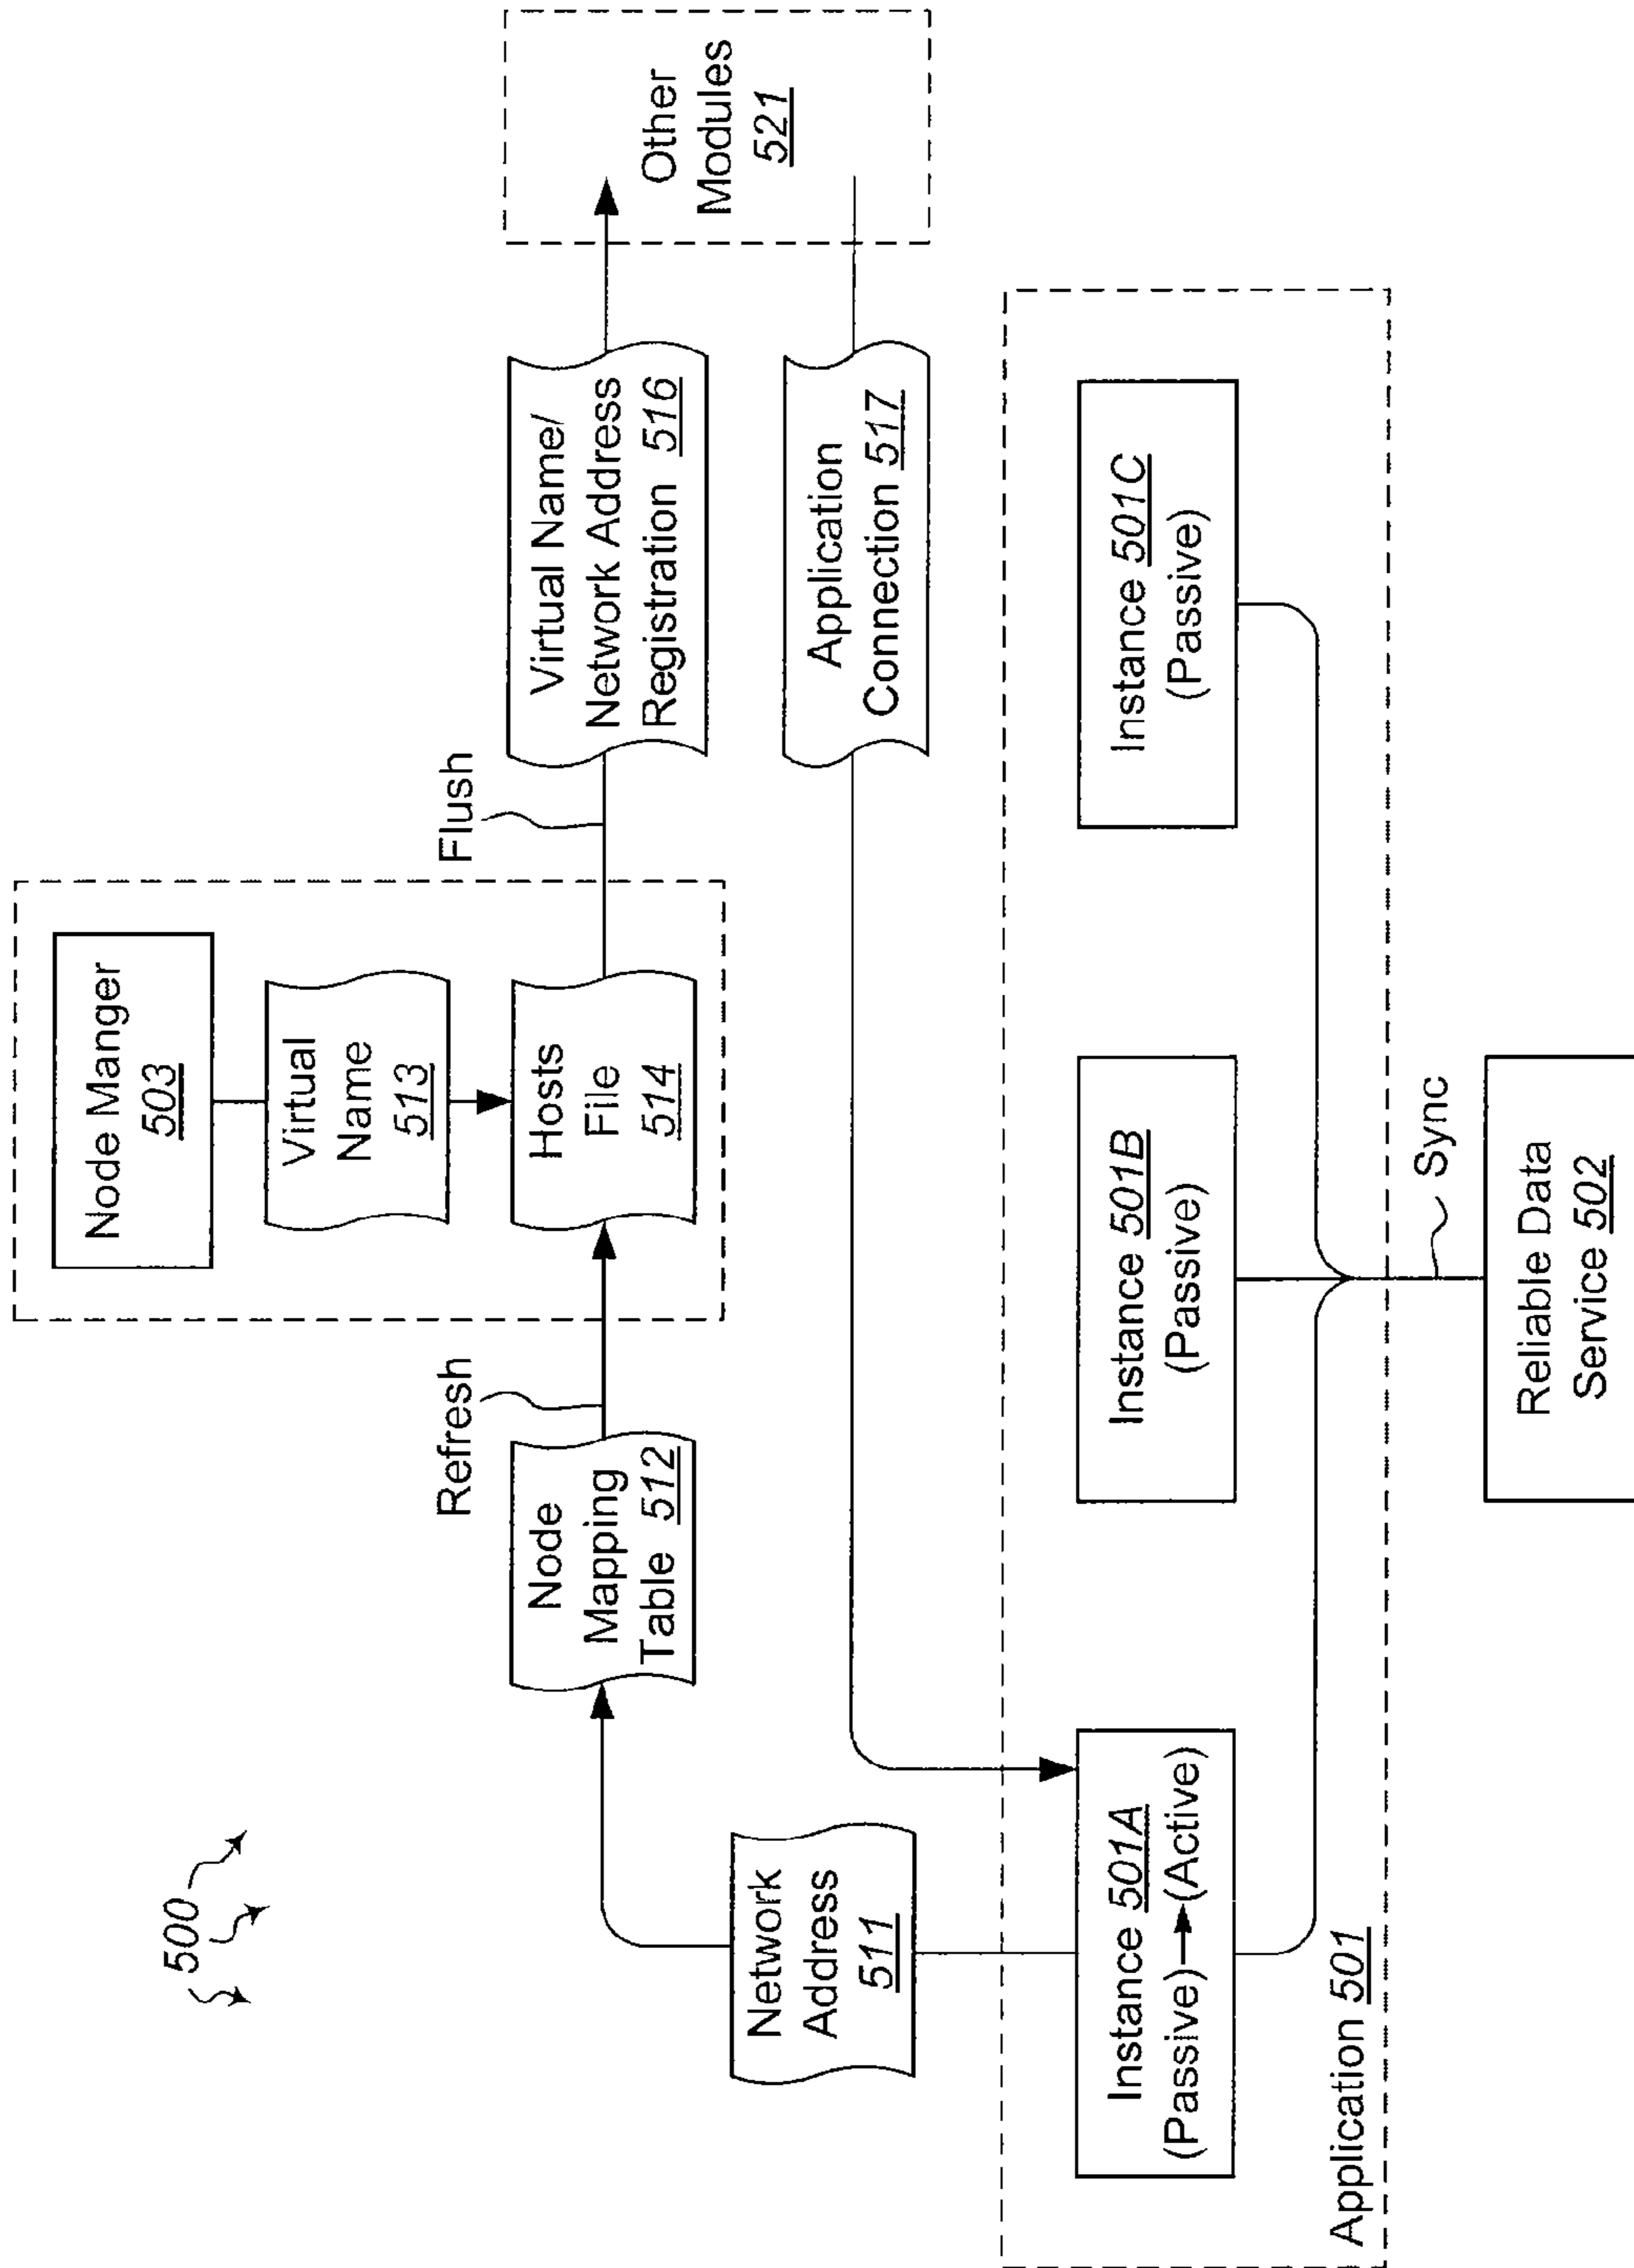 500
Node Manger
503
Virtual
Name
513
Hosts
File
514
Refresh
Flush
Node
Mapping
Table 512
Virtual Name/
Network Address
Registration 516
Other
Modules
521
Network
Address
511
Application
Connection 517
Instance 501A
(Passive) (Active)
Instance 501B
(Passive)
Instance 501C
(Passive)
Application 501
Sync
Reliable Data
Service 502